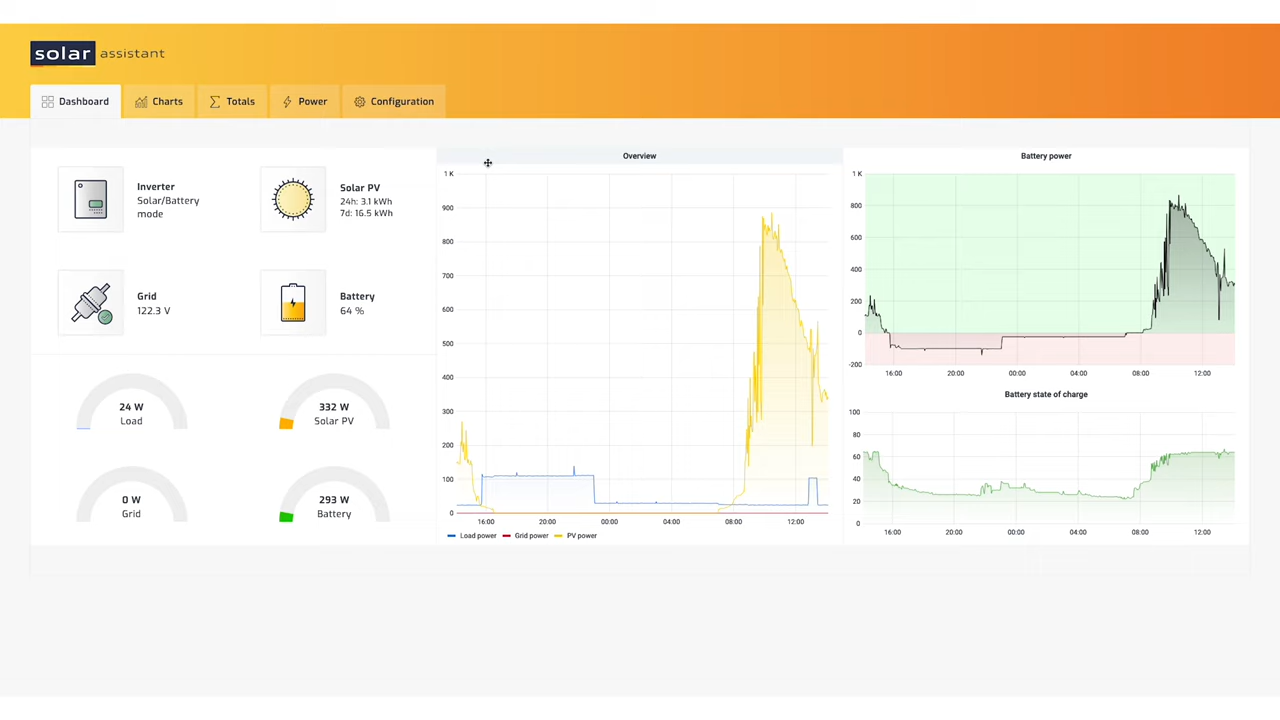 solar assistant
Dashboard
Charts
Totals
Power
Configuration
Inverter
Solar/Battery
mode
Solar PV
24h: 3.1 kWh
7d: 16.5 kWh
Grid
122.3 V
Battery
64 %
24 W
Load
332 W
Solar PV
0 W
Grid
293 W
Battery
Overview
1 K
900
800
700
600
500
400
300
200
100
0
16:00 20:00 00:00 04:00 08:00 12:00
Load power Grid power PV power
Battery power
1 K
800
600
400
200
0
-200
16:00 20:00 00:00 04:00 08:00 12:00
Battery state of charge
100
80
60
40
20
0
16:00 20:00 00:00 04:00 08:00 12:00